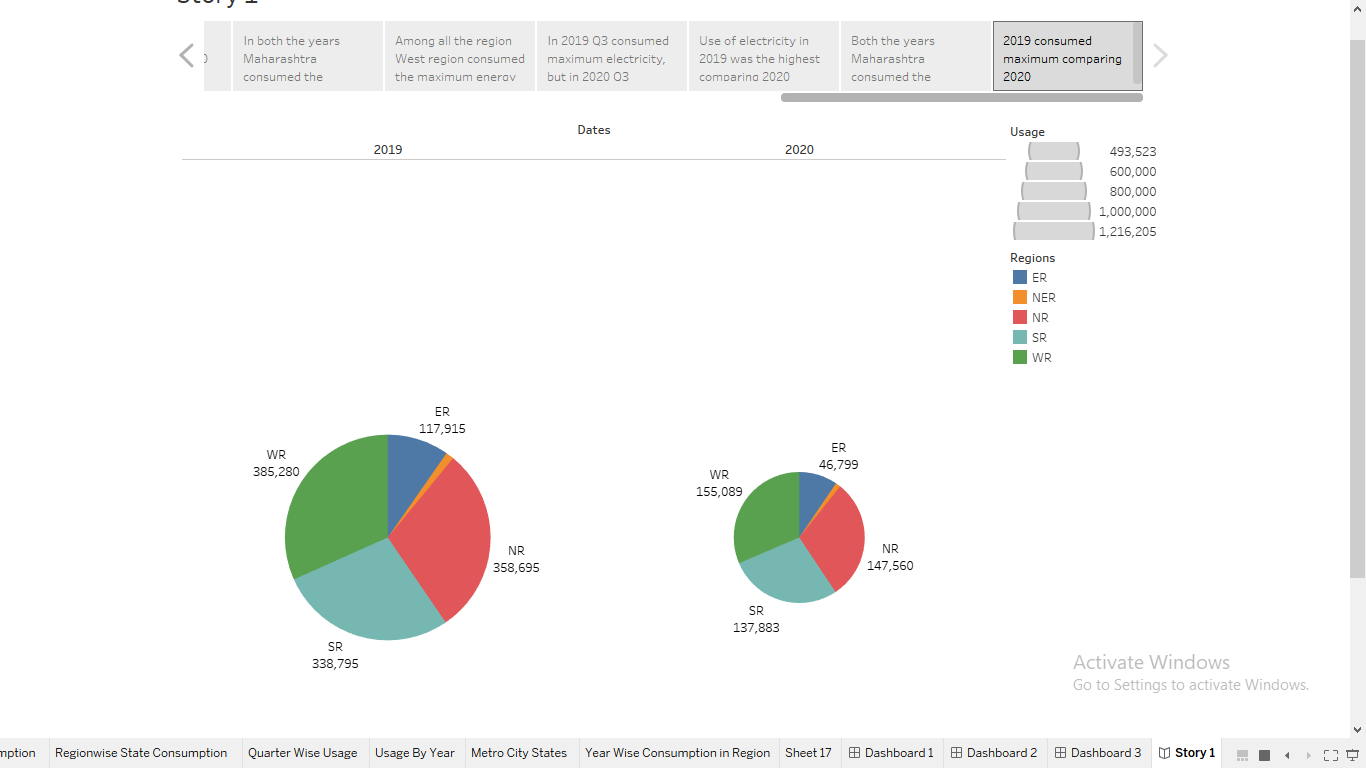 Story 1
In both the years
Maharashtra
consumed the
Among all the region
West region consumed
the maximum energy
In 2019 Q3 consumed
maximum electricity,
but in 2020 Q3
Use of electricity in
2019 was the highest
comparing 2020
Both the years
Maharashtra
consumed the
2019 consumed
maximum comparing
2020
Dates
2019
2020
Usage
493,523
600,000
800,000
1,000,000
1,216,205
Regions
ER
NER
NR
SR
WR
ER
117,915
WR
385,280
NR
358,695
SR
338,795
ER
46,799
WR
155,089
NR
147,560
SR
137,883
Activate Windows
Go to Settings to activate Windows.
mption
Regionwise State Consumption
Quarter Wise Usage
Usage By Year
Metro City States
Year Wise Consumption in Region
Sheet 17
Dashboard 1
Dashboard 2
Dashboard 3
Story 1